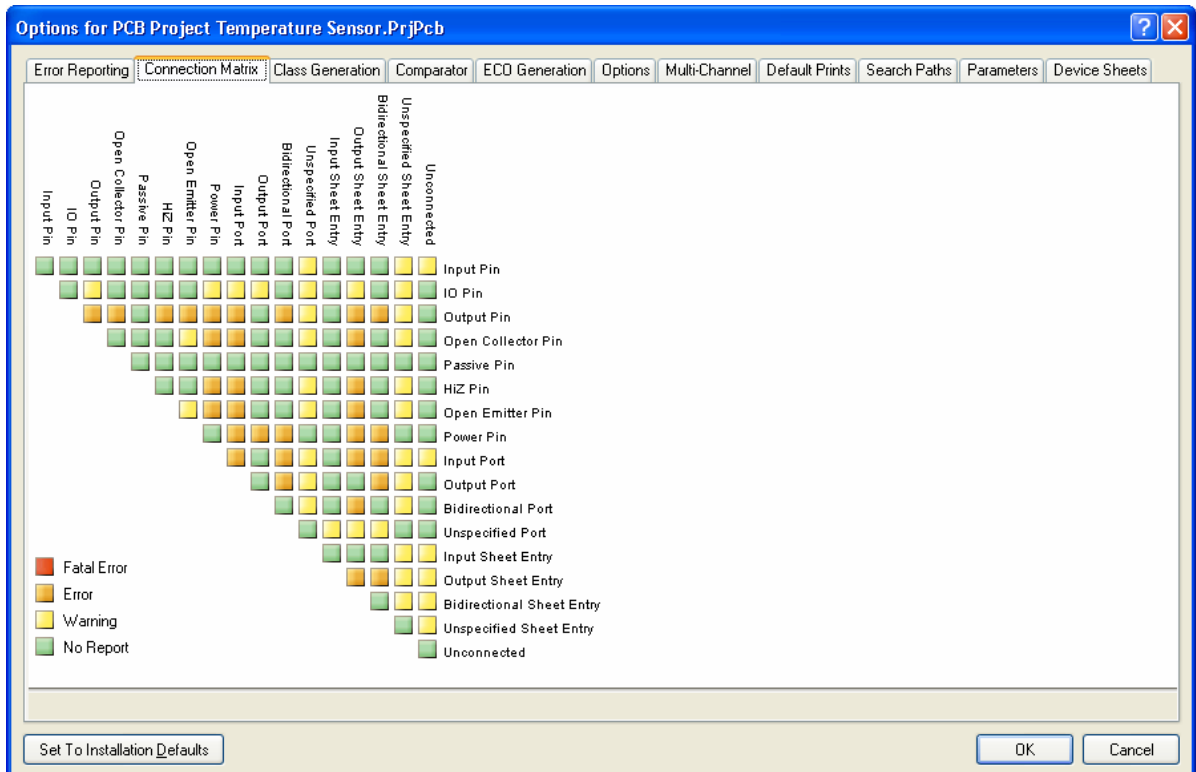 Options for PCB Project Temperature Sensor.PrjPcb
Error Reporting
Connection Matrix
Class Generation
Comparator
ECO Generation
Options
Multi-Channel
Default Prints
Search Paths
Parameters
Device Sheets
Input Pin
IO Pin
Output Pin
Open Collector Pin
Passive Pin
HiZ Pin
Open Emitter Pin
Power Pin
Input Port
Output Port
Bidirectional Port
Unspecified Port
Input Sheet Entry
Output Sheet Entry
Bidirectional Sheet Entry
Unspecified Sheet Entry
Unconnected
Input Pin
IO Pin
Output Pin
Open Collector Pin
Passive Pin
HiZ Pin
Open Emitter Pin
Power Pin
Input Port
Output Port
Bidirectional Port
Unspecified Port
Input Sheet Entry
Output Sheet Entry
Bidirectional Sheet Entry
Unspecified Sheet Entry
Unconnected
Fatal Error
Error
Warning
No Report
Set To Installation Defaults
OK
Cancel